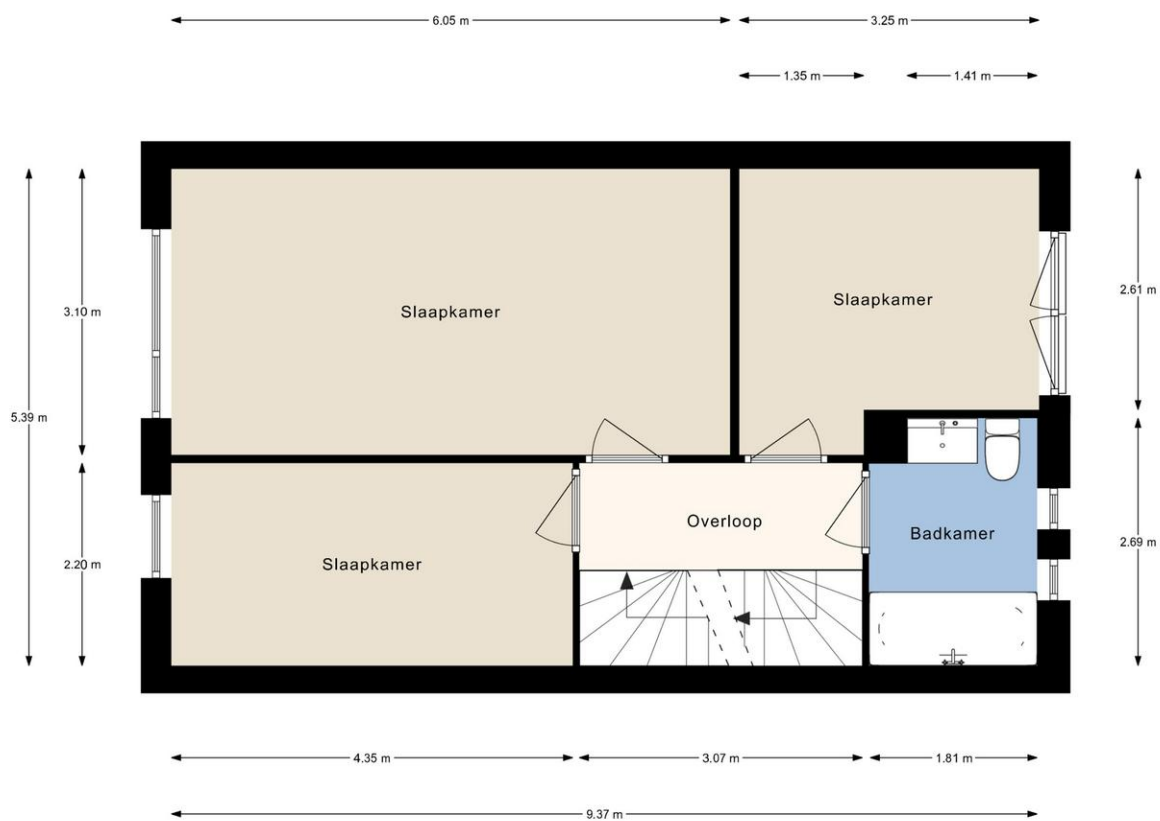 6.05 m
3.25 m
1.35 m
1.41 m
Slaapkamer
Slaapkamer
3.10 m
2.61 m
5.39 m
Overloop
Badkamer
Slaapkamer
2.20 m
2.69 m
4.35 m
3.07 m
1.81 m
9.37 m